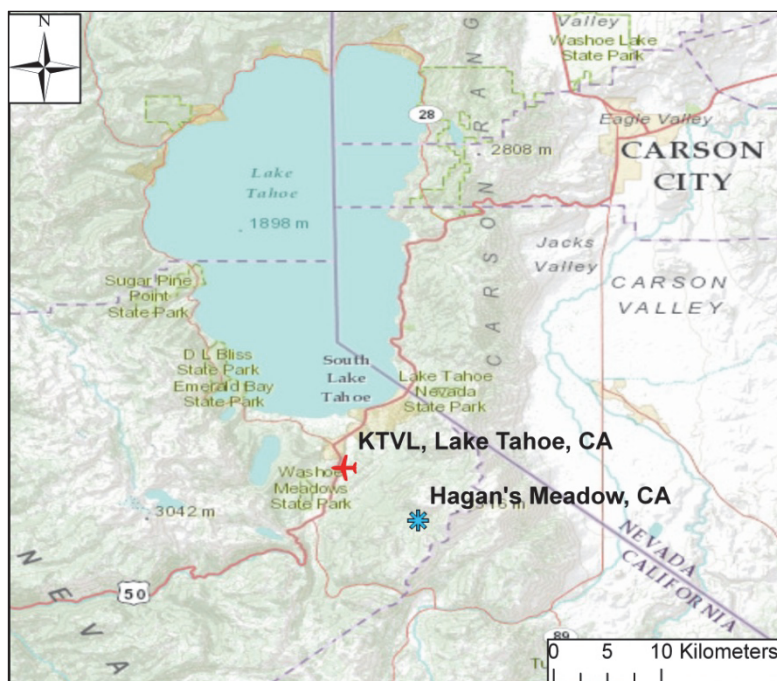 N
Valley
Washoe Lake
State Park
28
Eagle Valley
CARSON
CITY
2808 m
Lake
Tahoe
1898 m
CARSON RANG
Jacks
Valley
CARSON
VALLEY
Sugar Pine
Point
State Park
D L Bliss
State Park
Emerald Bay
State Park
South
Lake
Tahoe
Lake Tahoe
Nevada
State Park
KTVL, Lake Tahoe, CA
Washoe
Meadows
State Park
Hagan's Meadow, CA
3042 m
NEVADA
CALIFORNIA
50
N E V A
89
0 5 10 Kilometers